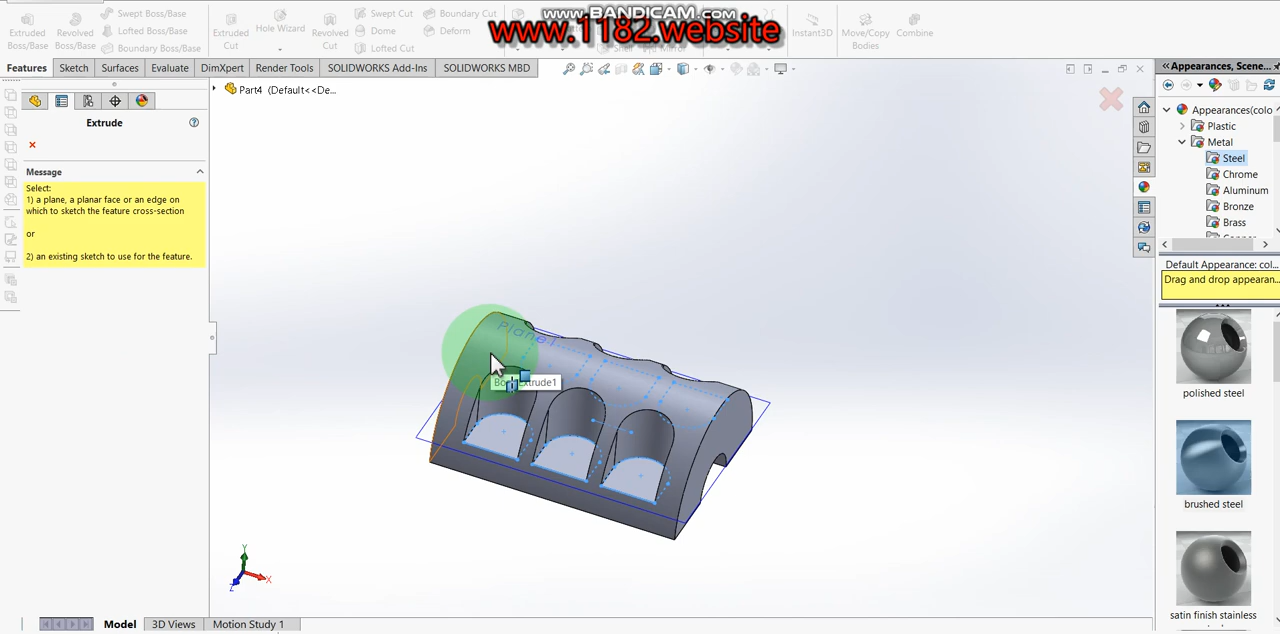 www.BANDICAM.com
www.1182.website
Extruded Boss/Base
Revolved Boss/Base
Swept Boss/Base
Lofted Boss/Base
Boundary Boss/Base
Extruded Cut
Hole Wizard
Revolved Cut
Swept Cut
Dome
Lofted Cut
Boundary Cut
Deform
Shell
Mirror
Instant3D
Move/Copy Bodies
Combine
Features
Sketch
Surfaces
Evaluate
DimXpert
Render Tools
SOLIDWORKS Add-Ins
SOLIDWORKS MBD
Part4 (Default<<De...
Extrude
Message
Select:
1) a plane, a planar face or an edge on
which to sketch the feature cross-section
or
2) an existing sketch to use for the feature.
Plane1
Y
X
Z
Model
3D Views
Motion Study 1
Appearances, Scene...
Appearances(colo
Plastic
Metal
Steel
Chrome
Aluminum
Bronze
Brass
Default Appearance: col...
Drag and drop appearan...
polished steel
brushed steel
satin finish stainless